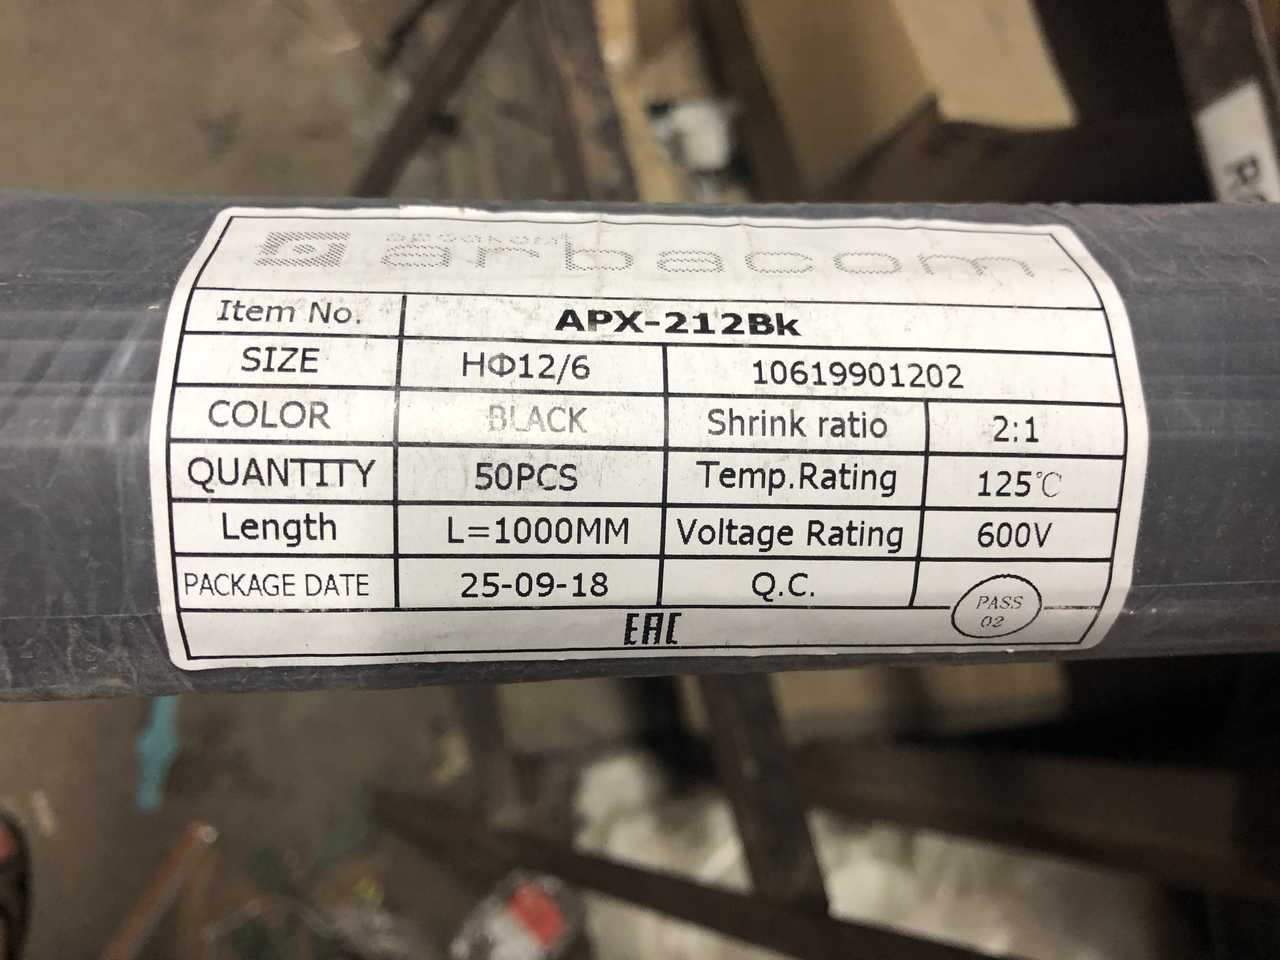 arbacom
Item No. APX-212Bk
SIZE HΦ12/6 10619901202
COLOR BLACK Shrink ratio 2:1
QUANTITY 50PCS Temp.Rating 125℃
Length L=1000MM Voltage Rating 600V
PACKAGE DATE 25-09-18 Q.C.
PASS
02
EAC